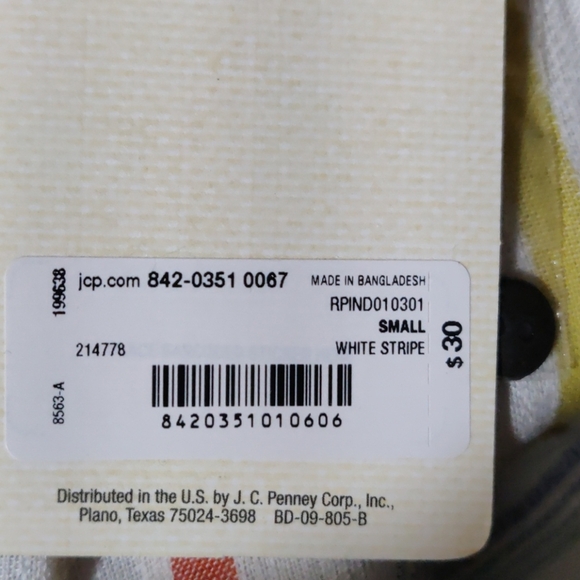 199638
jcp.com 842-0351 0067
MADE IN BANGLADESH
RPIND010301
SMALL
214778
WHITE STRIPE
$30
8563-A
8420351010606
Distributed in the U.S. by J. C. Penney Corp., Inc.,
Plano, Texas 75024-3698 BD-09-805-B